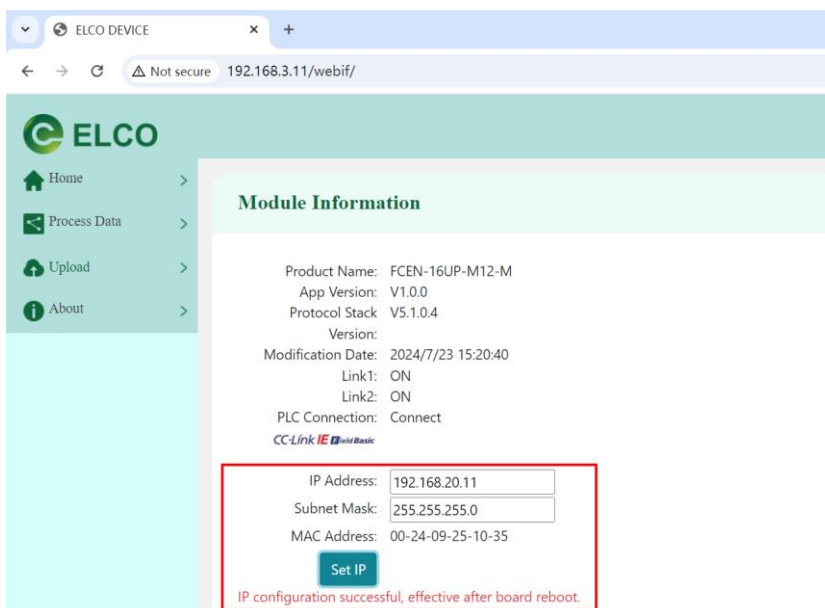 ELCO DEVICE
Not secure 192.168.3.11/webif/
ELCO
Home
Process Data
Upload
About
Module Information
Product Name: FCEN-16UP-M12-M
App Version: V1.0.0
Protocol Stack V5.1.0.4
Version:
Modification Date: 2024/7/23 15:20:40
Link1: ON
Link2: ON
PLC Connection: Connect
CC-Link IE Field Basic
IP Address: 192.168.20.11
Subnet Mask: 255.255.255.0
MAC Address: 00-24-09-25-10-35
Set IP
IP configuration successful, effective after board reboot.